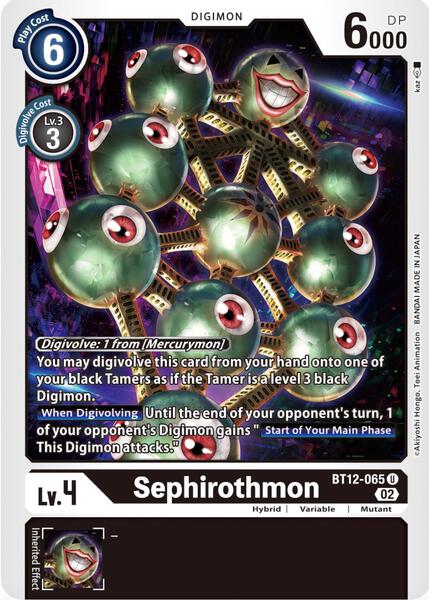 DIGIMON
Play Cost
6
6000
DP
Digivolve Cost
Lv.3
3
kaz
Digivolve: 1 from [Mercurymon]
You may digivolve this card from your hand onto one of
your black Tamers as if the Tamer is a level 3 black
Digimon.
When Digivolving Until the end of your opponent's turn, 1
of your opponent's Digimon gains " Start of Your Main Phase
This Digimon attacks."
©Akiyoshi Hongo, Toei Animation BANDAI MADE IN JAPAN
Lv.4
Sephirothmon
BT12-065 U
02
Hybrid | Variable | Mutant
Inherited Effect
–